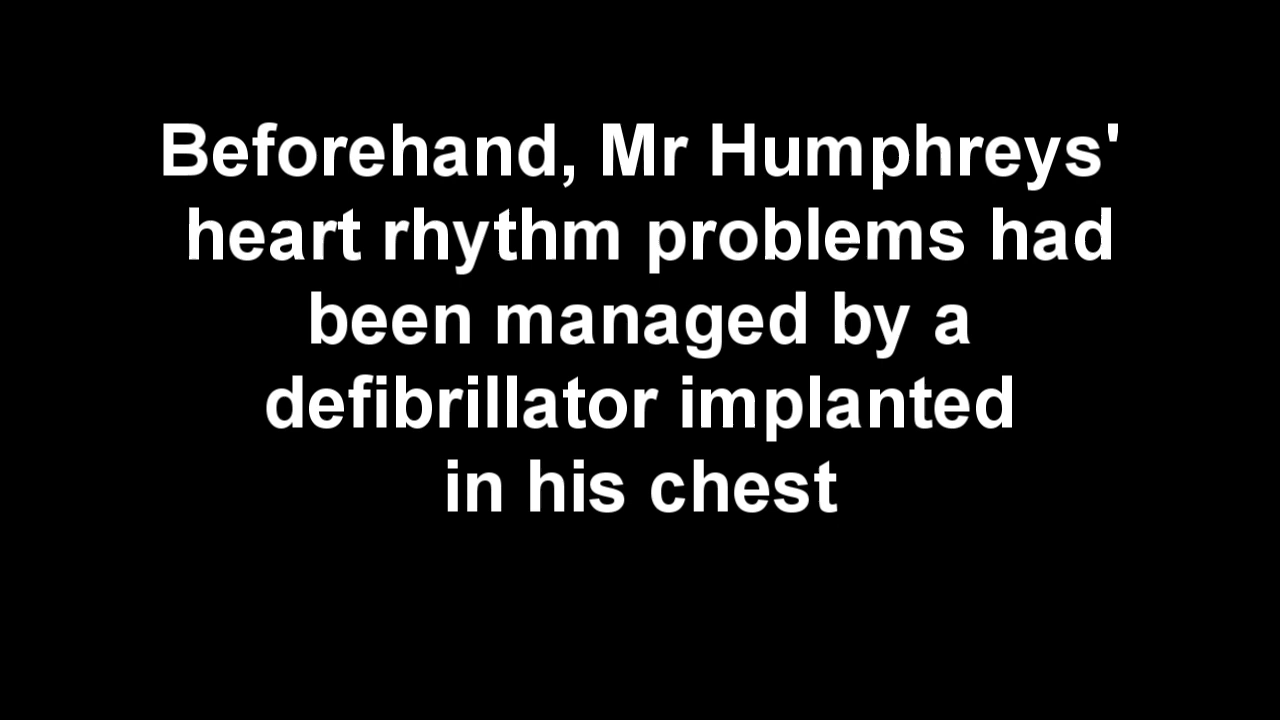 Beforehand, Mr Humphreys'
heart rhythm problems had
been managed by a
defibrillator implanted
in his chest